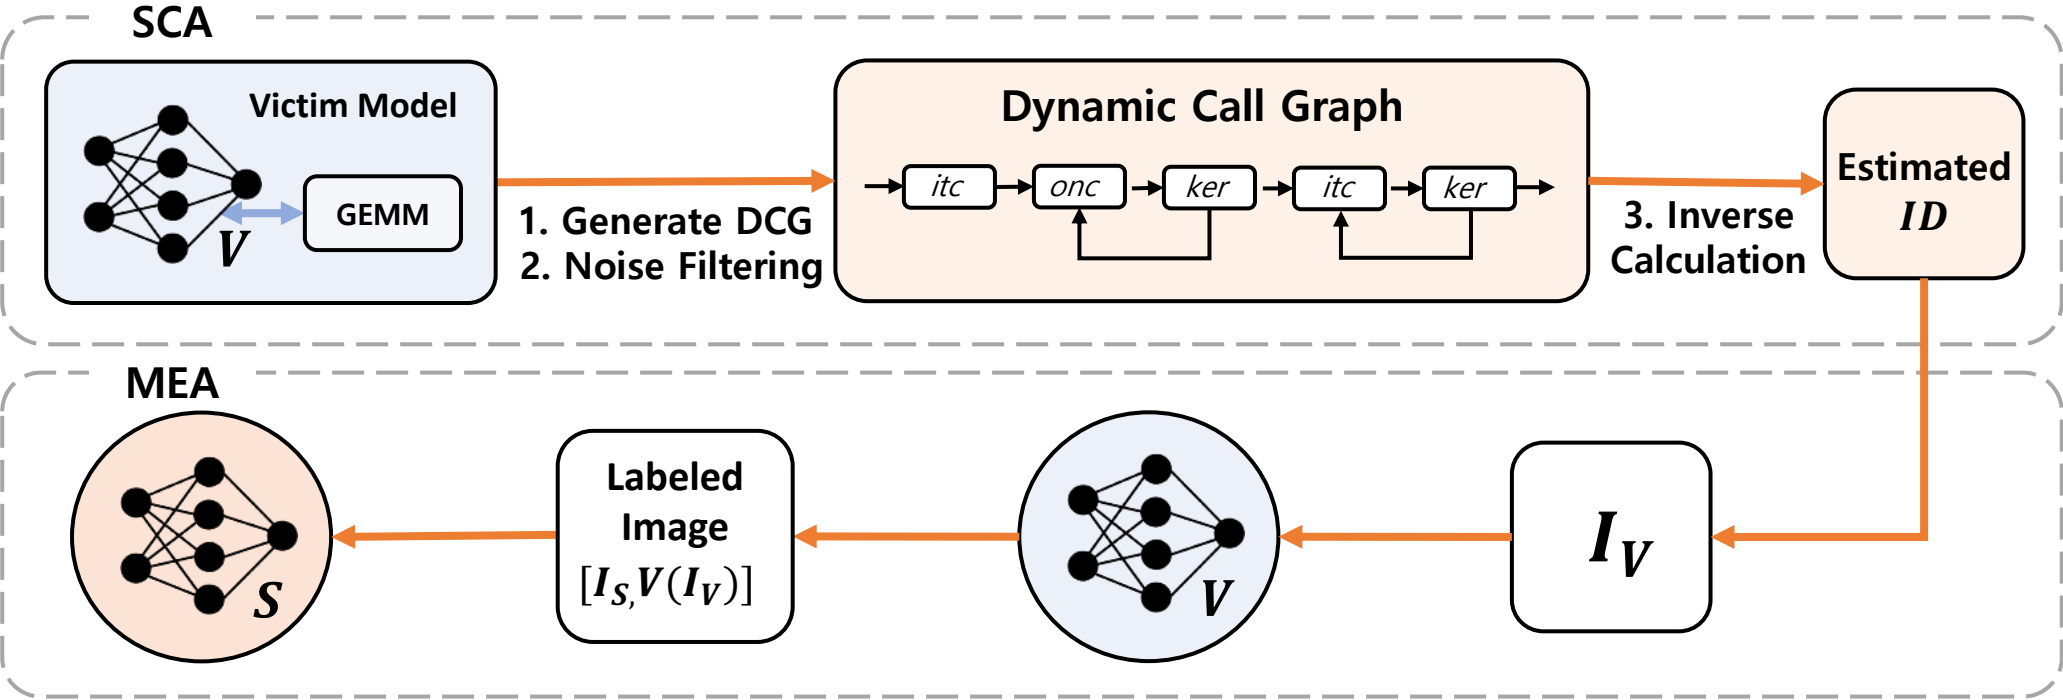 SCA
Victim Model
GEMM
V
1. Generate DCG
2. Noise Filtering
Dynamic Call Graph
itc onc ker itc ker
3. Inverse
Calculation
Estimated
ID
MEA
S
Labeled
Image
[I_S, V(I_V)]
V
I_V